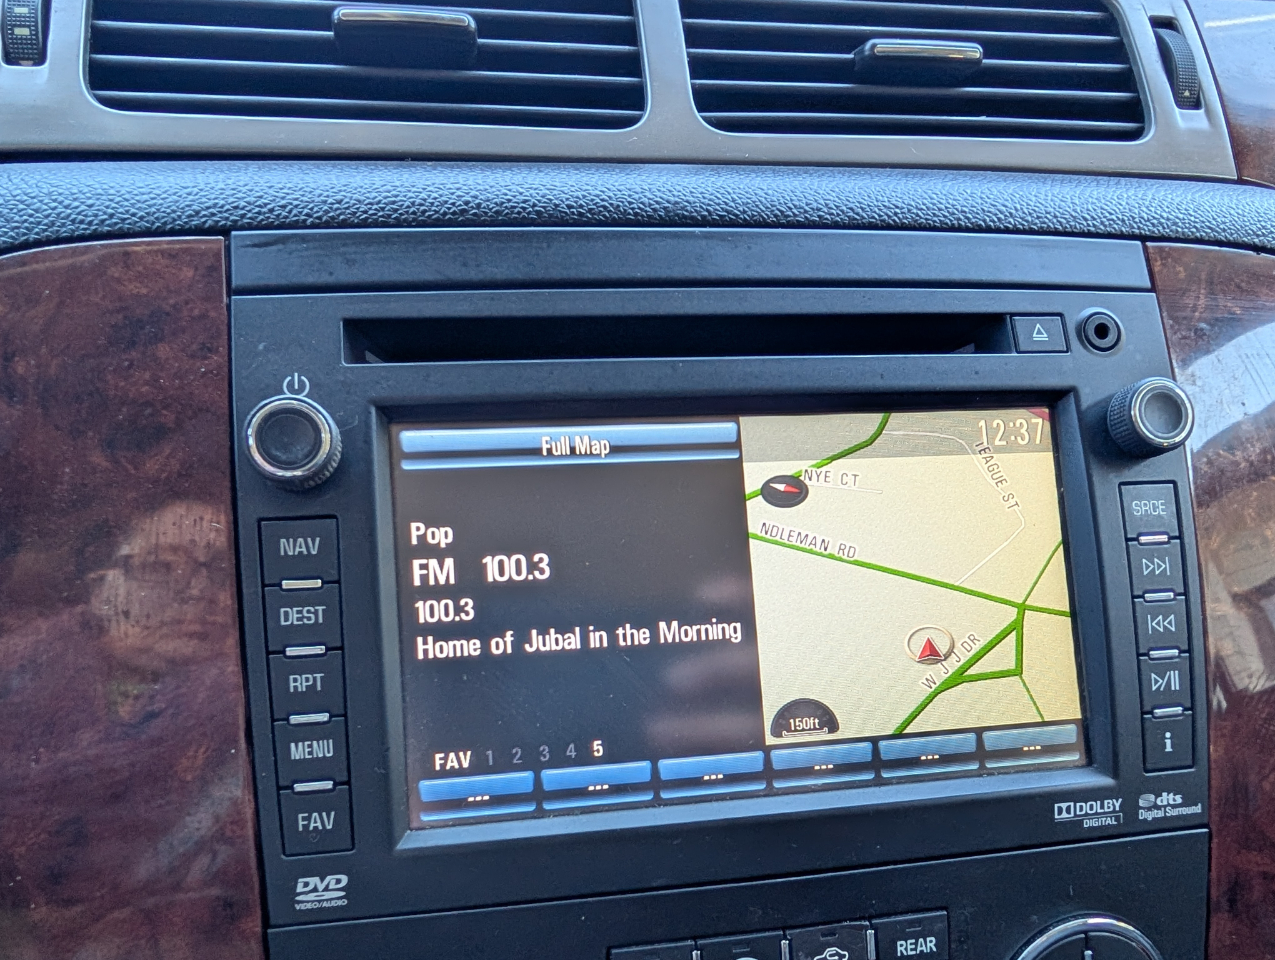 Full Map
12:37
NYE CT
TEAGUE ST
NDLEMAN RD
W J J DR
150ft
Pop
FM 100.3
100.3
Home of Jubal in the Morning
FAV 1 2 3 4 5
--- --- --- --- --- ---
NAV
DEST
RPT
MENU
FAV
SRCE
i
DVD
VIDEO/AUDIO
DOLBY
DIGITAL
dts
Digital Surround
REAR